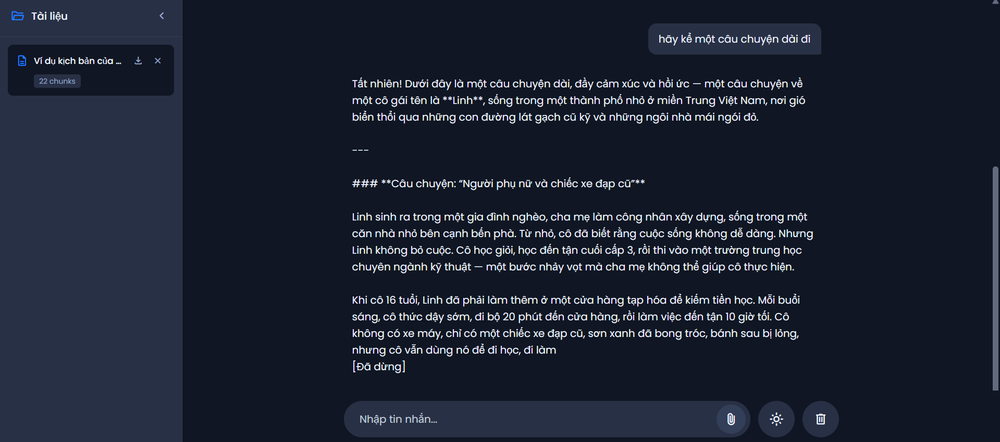 Tài liệu
Ví dụ kịch bản của ...
22 chunks
hãy kể một câu chuyện dài đi
Tất nhiên! Dưới đây là một câu chuyện dài, đầy cảm xúc và hồi ức — một câu chuyện về
một cô gái tên là **Linh**, sống trong một thành phố nhỏ ở miền Trung Việt Nam, nơi gió
biển thổi qua những con đường lát gạch cũ kỹ và những ngôi nhà mái ngói đỏ.
---
### **Câu chuyện: “Người phụ nữ và chiếc xe đạp cũ”**
Linh sinh ra trong một gia đình nghèo, cha mẹ làm công nhân xây dựng, sống trong một
căn nhà nhỏ bên cạnh bến phà. Từ nhỏ, cô đã biết rằng cuộc sống không dễ dàng. Nhưng
Linh không bỏ cuộc. Cô học giỏi, học đến tận cuối cấp 3, rồi thi vào một trường trung học
chuyên ngành kỹ thuật — một bước nhảy vọt mà cha mẹ không thể giúp cô thực hiện.
Khi cô 16 tuổi, Linh đã phải làm thêm ở một cửa hàng tạp hóa để kiếm tiền học. Mỗi buổi
sáng, cô thức dậy sớm, đi bộ 20 phút đến cửa hàng, rồi làm việc đến tận 10 giờ tối. Cô
không có xe máy, chỉ có một chiếc xe đạp cũ, sơn xanh đã bong tróc, bánh sau bị lỏng,
nhưng cô vẫn dùng nó để đi học, đi làm
[Đã dừng]
Nhập tin nhắn...